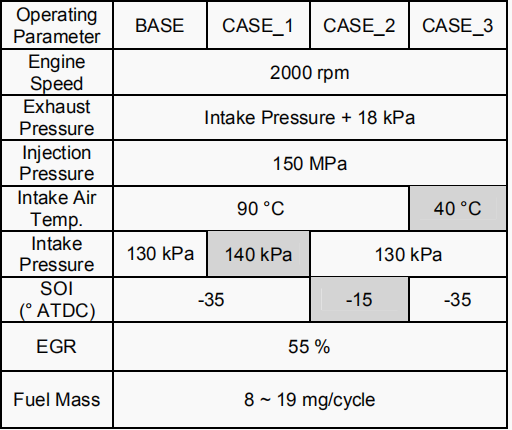 Operating
Parameter
BASE
CASE_1
CASE_2
CASE_3
Engine
Speed
2000 rpm
Exhaust
Pressure
Intake Pressure + 18 kPa
Injection
Pressure
150 MPa
Intake Air
Temp.
90 °C
40 °C
Intake
Pressure
130 kPa
140 kPa
130 kPa
SOI
(° ATDC)
-35
-15
-35
EGR
55 %
Fuel Mass
8 ~ 19 mg/cycle